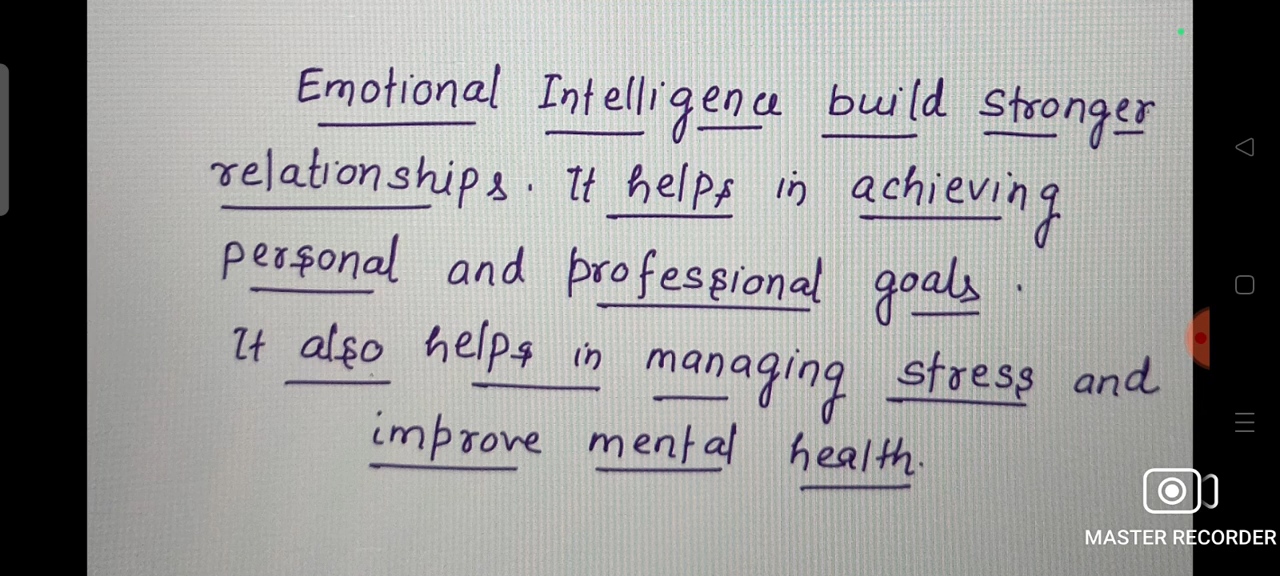 Emotional Intelligence build stronger
relationships. It helps in achieving
personal and professional goals.
It also helps in managing stress and
improve mental health.
MASTER RECORDER